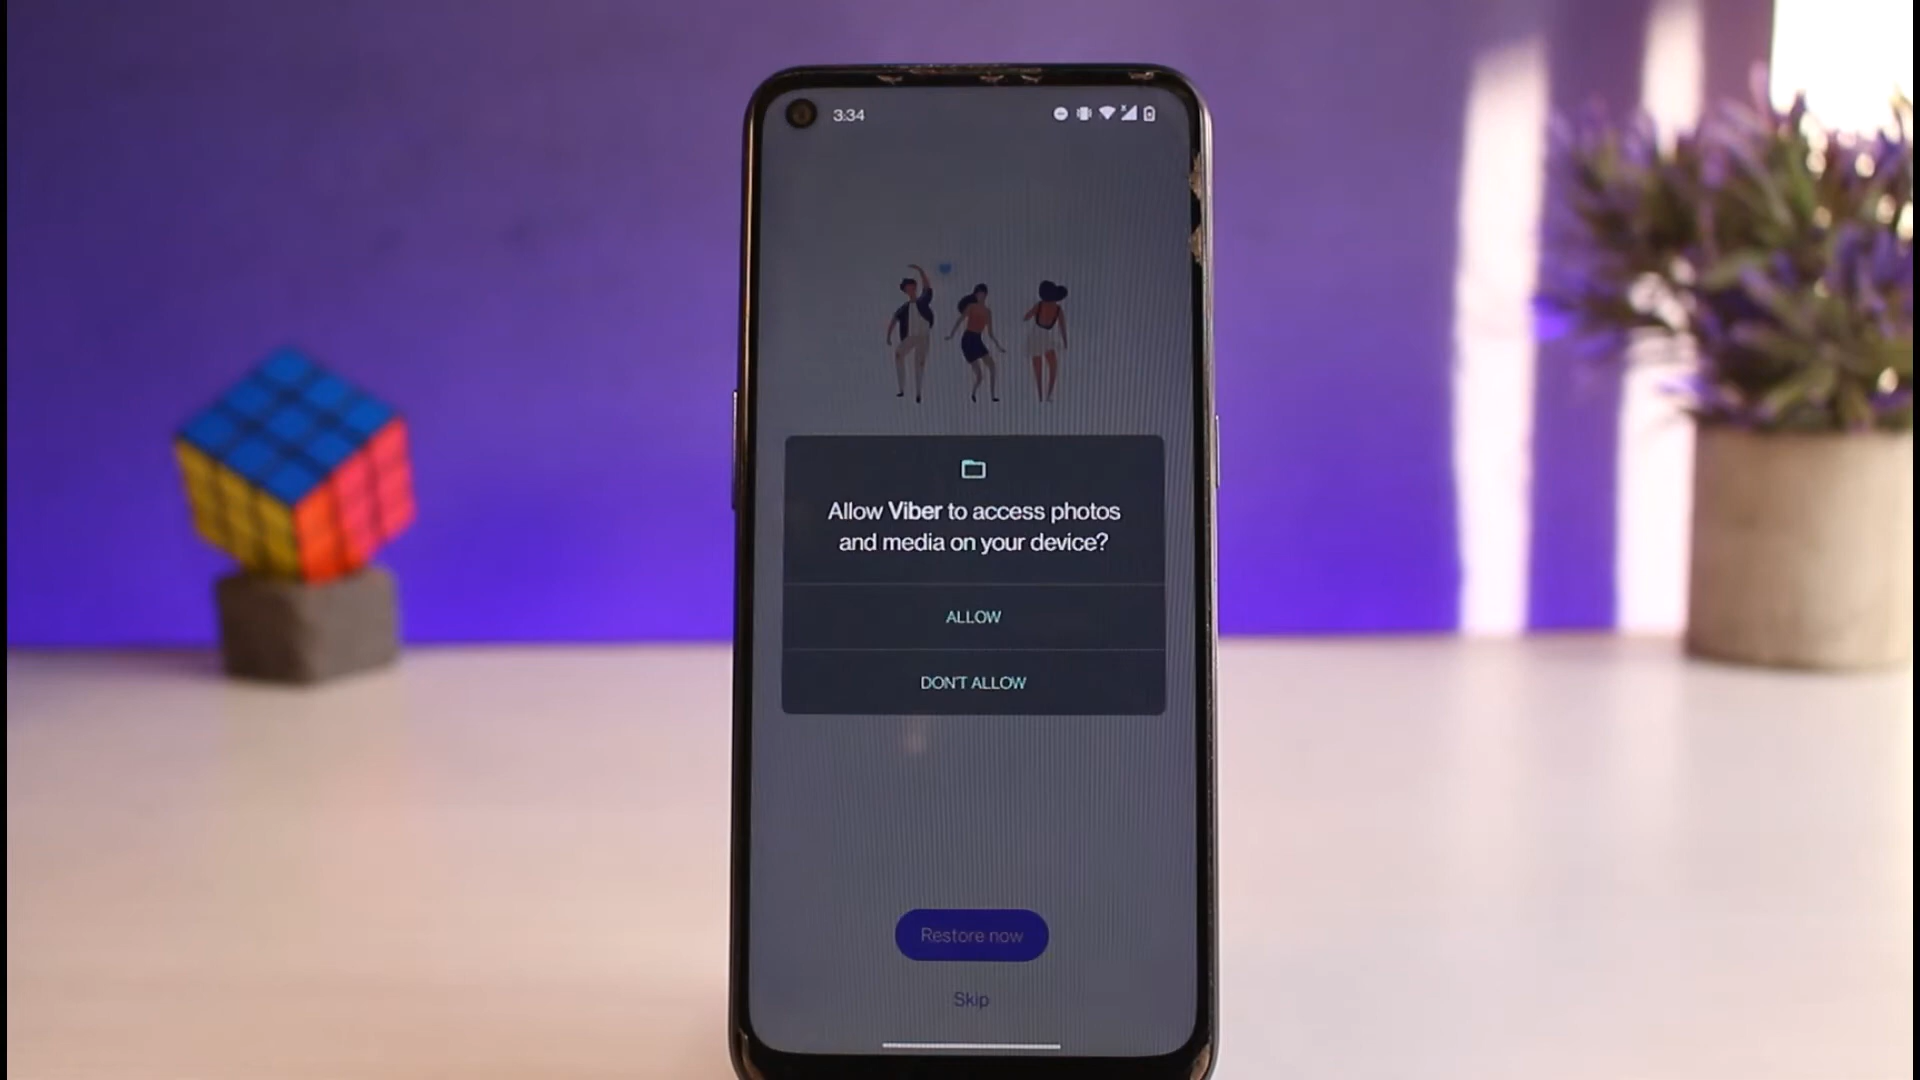 3:34
Allow Viber to access photos
and media on your device?
ALLOW
DON'T ALLOW
Restore now
Skip